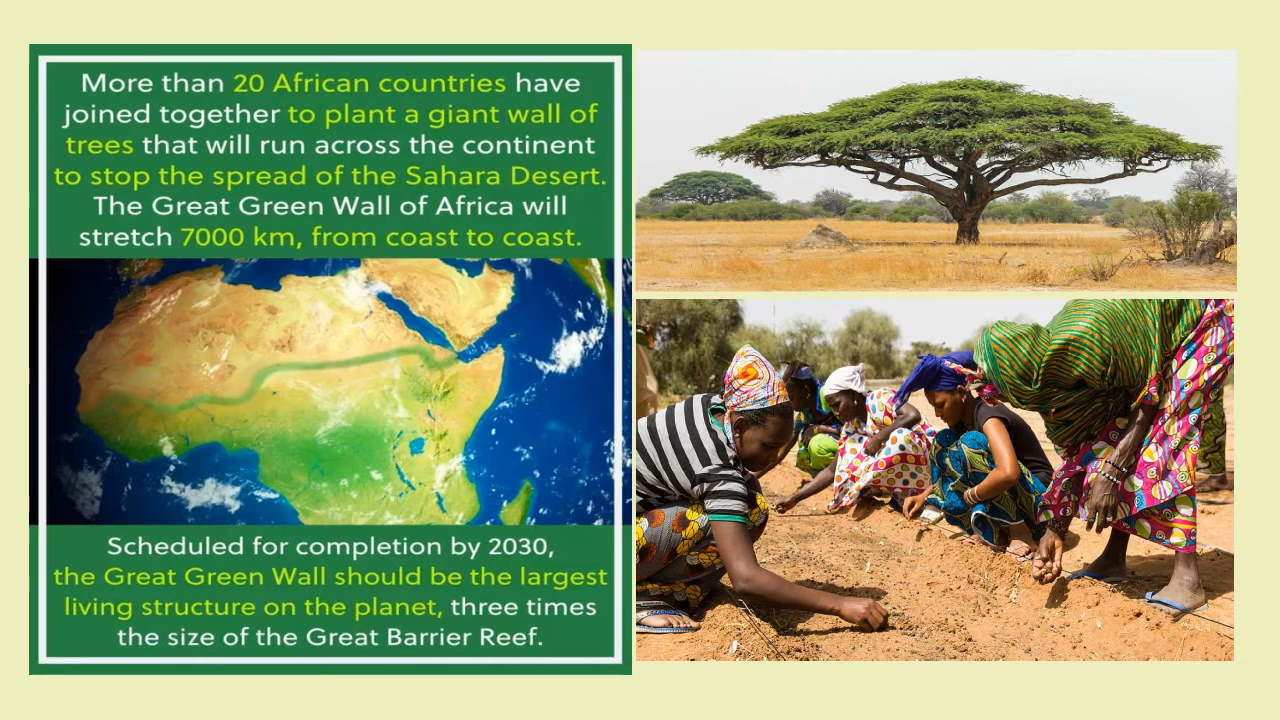 More than 20 African countries have
joined together to plant a giant wall of
trees that will run across the continent
to stop the spread of the Sahara Desert.
The Great Green Wall of Africa will
stretch 7000 km, from coast to coast.
Scheduled for completion by 2030,
the Great Green Wall should be the largest
living structure on the planet, three times
the size of the Great Barrier Reef.